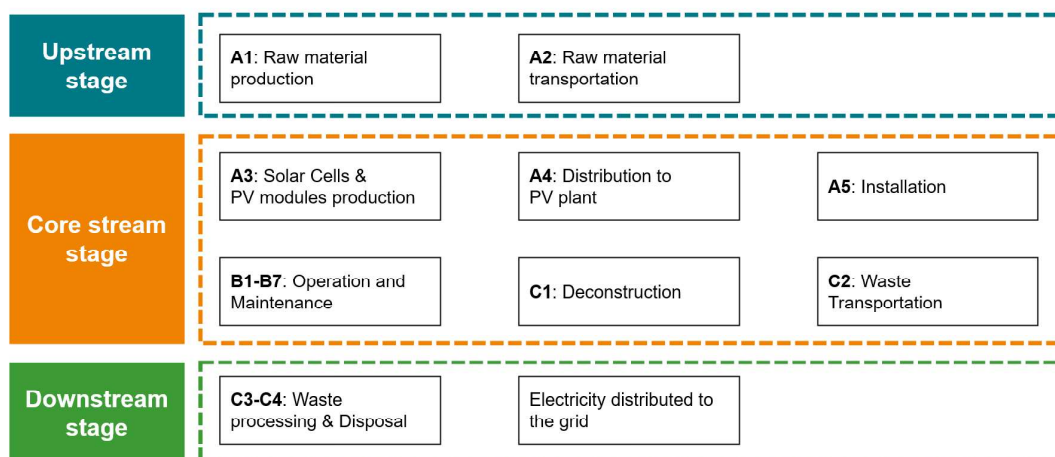 Upstream
stage
A1: Raw material
production
A2: Raw material
transportation
Core stream
stage
A3: Solar Cells &
PV modules production
A4: Distribution to
PV plant
A5: Installation
B1-B7: Operation and
Maintenance
C1: Deconstruction
C2: Waste
Transportation
Downstream
stage
C3-C4: Waste
processing & Disposal
Electricity distributed to
the grid